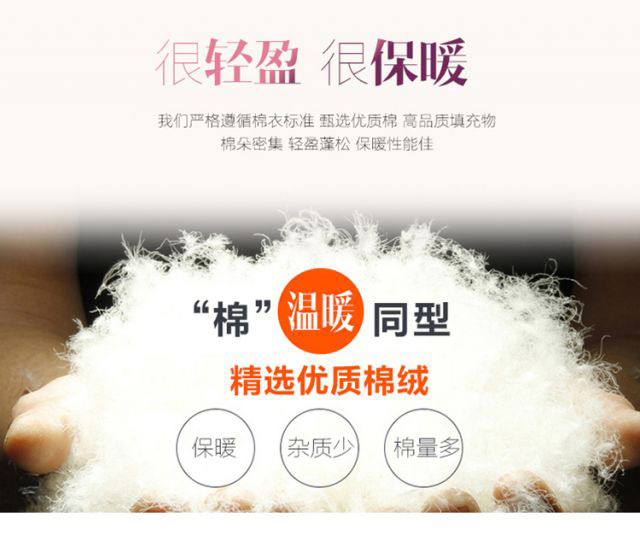 很轻盈 很保暖
我们严格遵循棉衣标准 甄选优质棉 高品质填充物
棉朵密集 轻盈蓬松 保暖性能佳
“棉”温暖同型
精选优质棉绒
保暖 杂质少 棉量多